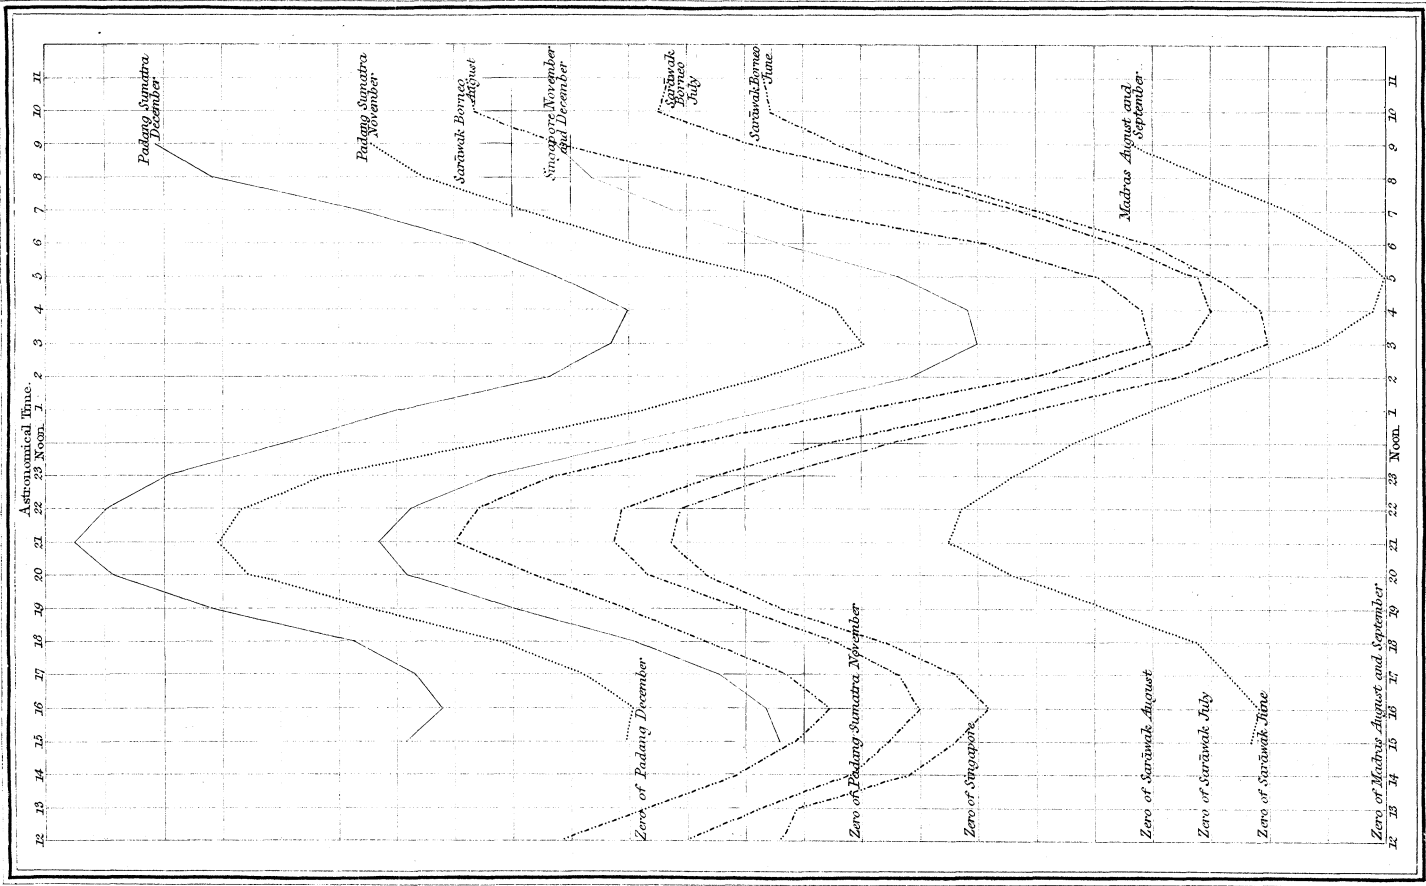 Astronomical Time.
12 13 14 15 16 17 18 19 20 21 22 23 Noon. 1 2 3 4 5 6 7 8 9 10 11
Padang Sumatra
December
Padang Sumatra
November
Sarāwak Borneo
August
Singapore November
and December
Sarāwak
Borneo
July
Sarāwak Borneo
June.
Madras August and
September
Zero of Padang December
Zero of Padang Sumatra November
Zero of Singapore
Zero of Sarāwak August
Zero of Sarāwak July
Zero of Sarāwak June
Zero of Madras August and September
12 13 14 15 16 17 18 19 20 21 22 23 Noon. 1 2 3 4 5 6 7 8 9 10 11